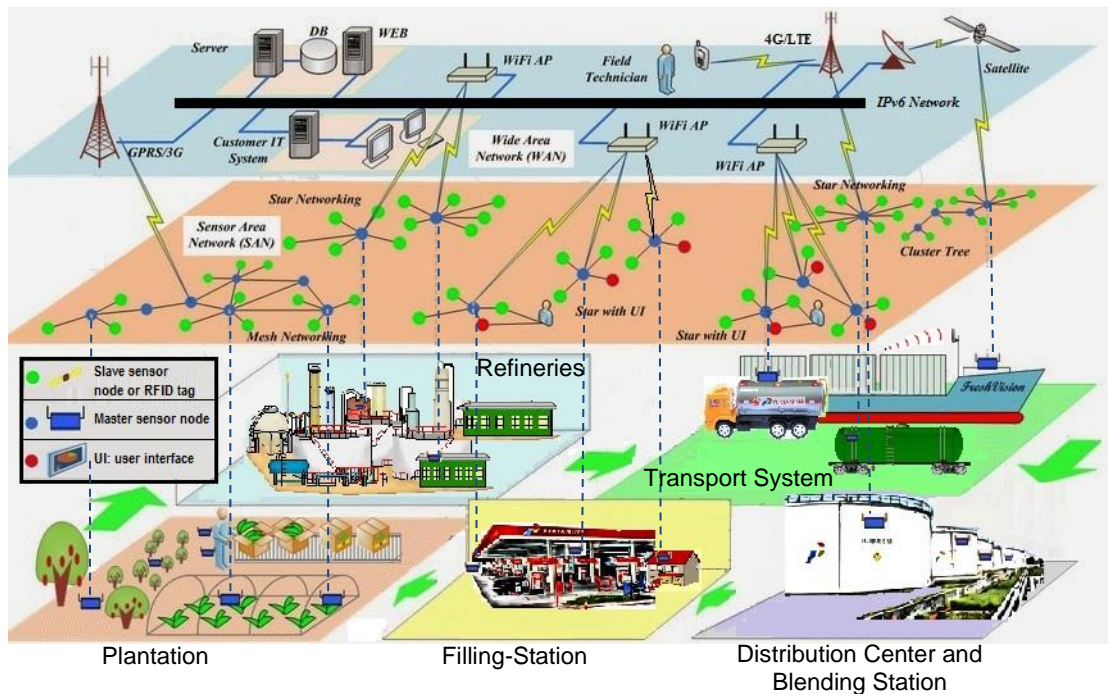 DB
WEB
Server
WiFi AP
Field
Technician
4G/LTE
Satellite
IPv6 Network
GPRS/3G
Customer IT
System
Wide Area
Network (WAN)
WiFi AP
WiFi AP
Star Networking
Star Networking
Sensor Area
Network (SAN)
Cluster Tree
Star with UI
Star with UI
Mesh Networking
Slave sensor
node or RFID tag
Master sensor node
UI: user interface
Refineries
FreshVision
Transport System
Plantation
Filling-Station
Distribution Center and
Blending Station